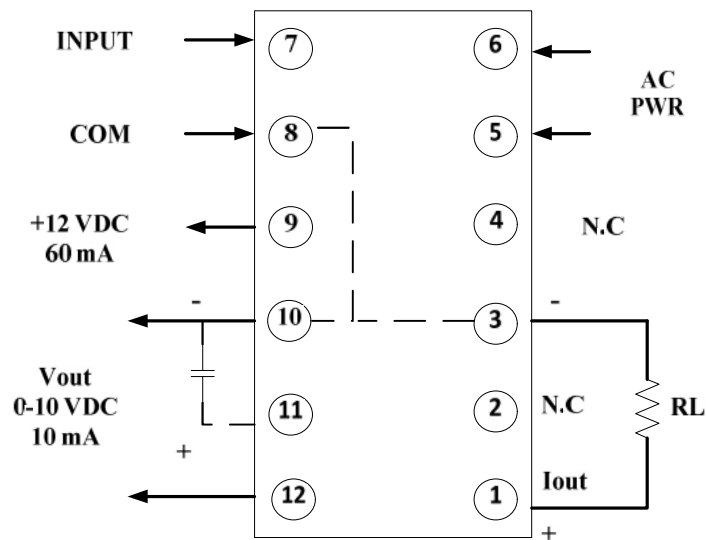 INPUT
7
6
AC
PWR
COM
8
5
+12 VDC
60 mA
9
4
N.C
-
10
3
-
Vout
0-10 VDC
10 mA
+
11
2
N.C
RL
12
1
Iout
+